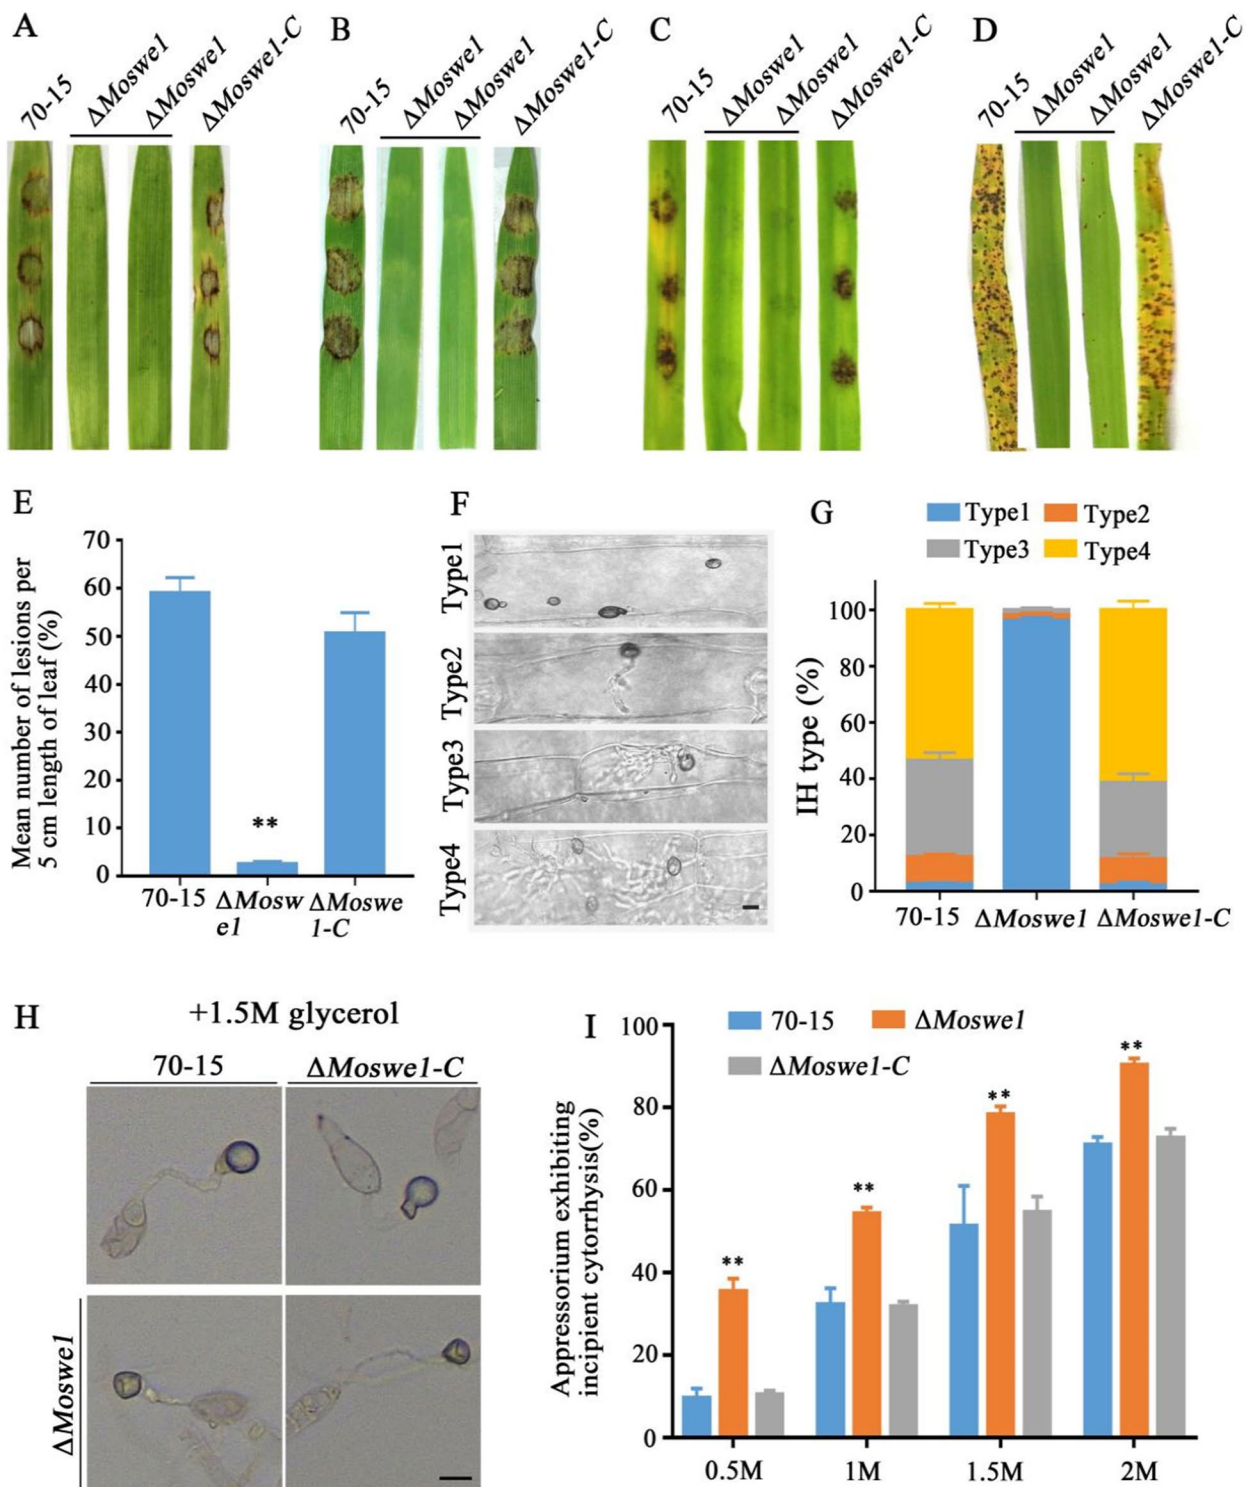 A
70-15
ΔMoswe1
ΔMoswe1
ΔMoswe1-C
B
70-15
ΔMoswe1
ΔMoswe1
ΔMoswe1-C
C
70-15
ΔMoswe1
ΔMoswe1
ΔMoswe1-C
D
70-15
ΔMoswe1
ΔMoswe1
ΔMoswe1-C
E
Mean number of lesions per
5 cm length of leaf (%)
70
60
50
40
30
20
10
0
**
70-15
ΔMosw
e1
ΔMoswe
1-C
F
Type1
Type2
Type3
Type4
G
Type1
Type2
Type3
Type4
IH type (%)
100
80
60
40
20
0
70-15
ΔMoswe1
ΔMoswe1-C
H
+1.5M glycerol
70-15
ΔMoswe1-C
ΔMoswe1
I
70-15
ΔMoswe1
ΔMoswe1-C
Appressorium exhibiting
incipient cytorrhysis(%)
100
80
60
40
20
0
**
**
**
**
0.5M
1M
1.5M
2M